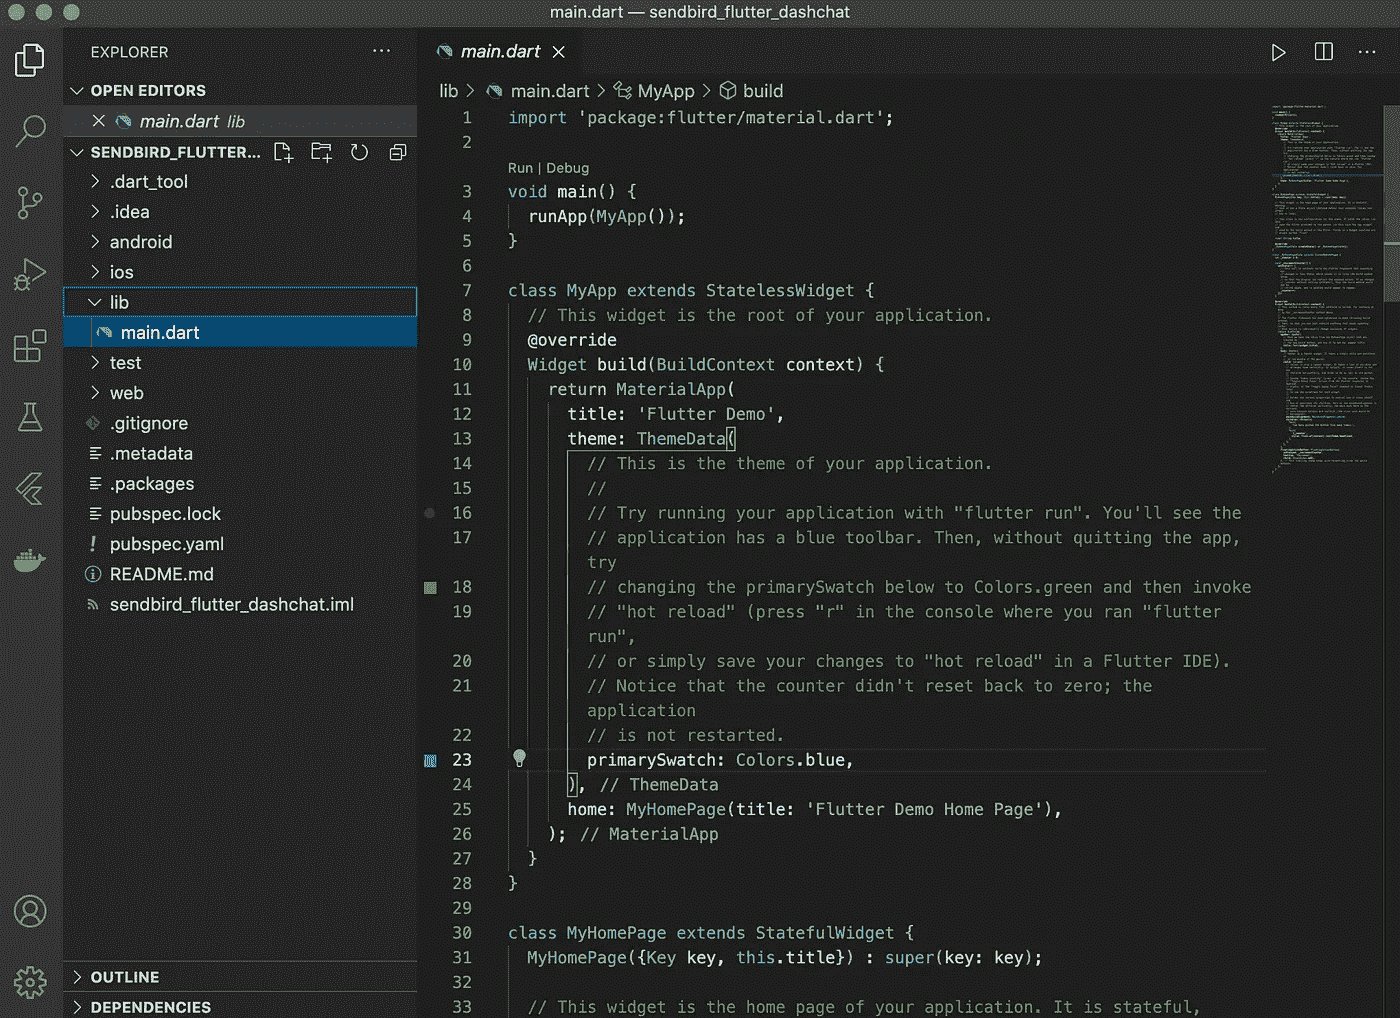 main.dart — sendbird_flutter_dashchat
EXPLORER
OPEN EDITORS
main.dart lib
SENDBIRD_FLUTTER...
.dart_tool
.idea
android
ios
lib
main.dart
test
web
.gitignore
.metadata
.packages
pubspec.lock
pubspec.yaml
README.md
sendbird_flutter_dashchat.iml
OUTLINE
DEPENDENCIES
main.dart
lib > main.dart > MyApp > build
1 import 'package:flutter/material.dart';
2
Run | Debug
3 void main() {
4 runApp(MyApp());
5 }
6
7 class MyApp extends StatelessWidget {
8 // This widget is the root of your application.
9 @override
10 Widget build(BuildContext context) {
11 return MaterialApp(
12 title: 'Flutter Demo',
13 theme: ThemeData(
14 // This is the theme of your application.
15 //
16 // Try running your application with "flutter run". You'll see the
17 // application has a blue toolbar. Then, without quitting the app,
try
18 // changing the primarySwatch below to Colors.green and then invoke
19 // "hot reload" (press "r" in the console where you ran "flutter
run",
20 // or simply save your changes to "hot reload" in a Flutter IDE).
21 // Notice that the counter didn't reset back to zero; the
application
22 // is not restarted.
23 primarySwatch: Colors.blue,
24 ), // ThemeData
25 home: MyHomePage(title: 'Flutter Demo Home Page'),
26 ); // MaterialApp
27 }
28 }
29
30 class MyHomePage extends StatefulWidget {
31 MyHomePage({Key key, this.title}) : super(key: key);
32
33 // This widget is the home page of your application. It is stateful,